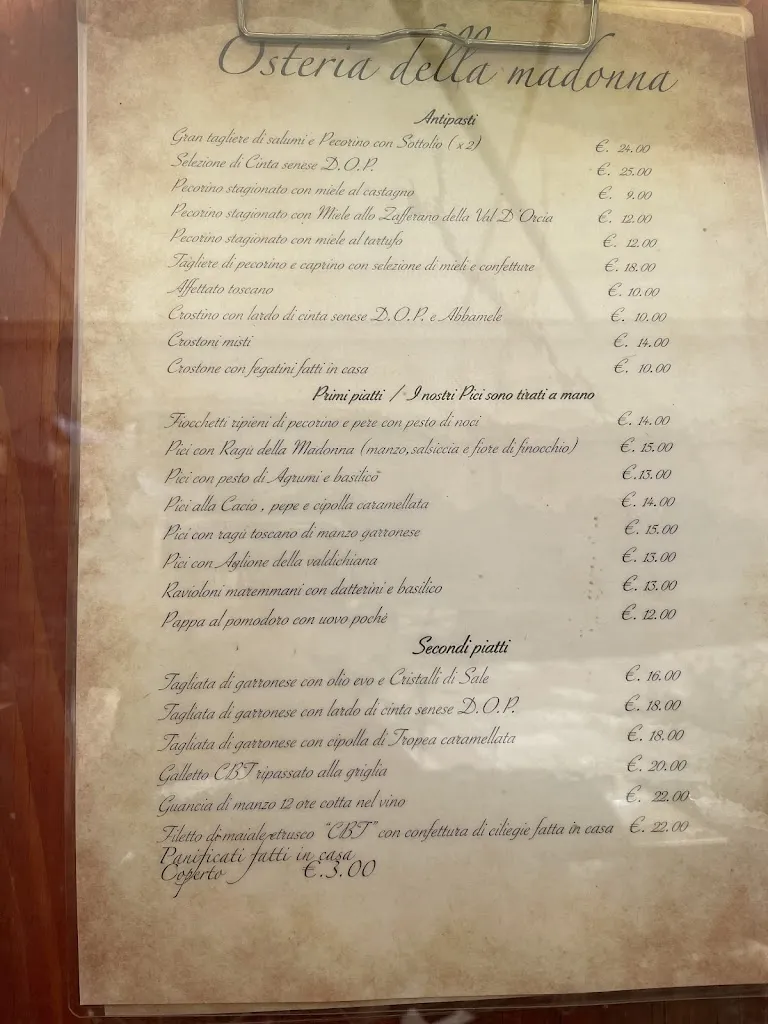 Osteria della madonna
Antipasti
Gran tagliere di salumi e Pecorino con Sottolio (x2) €. 24.00
Selezione di Cinta senese D.O.P. €. 25.00
Pecorino stagionato con miele al castagno €. 9.00
Pecorino stagionato con Miele allo Zafferano della Val D'Orcia €. 12.00
Pecorino stagionato con miele al tartufo €. 12.00
Tagliere di pecorino e caprino con selezione di mieli e confetture €. 18.00
Affettato toscano €. 10.00
Crostino con lardo di cinta senese D.O.P. e Abbamele €. 10.00
Crostoni misti €. 14.00
Crostone con fegatini fatti in casa €. 10.00
Primi piatti / I nostri Pici sono tirati a mano
Fiocchetti ripieni di pecorino e pere con pesto di noci €. 14.00
Pici con Ragù della Madonna (manzo, salsiccia e fiore di finocchio) €. 15.00
Pici con pesto di Agrumi e basilico €.13.00
Pici alla Cacio , pepe e cipolla caramellata €. 14.00
Pici con ragù toscano di manzo garronese €. 15.00
Pici con Aglione della valdichiana €. 13.00
Ravioloni maremmani con datterini e basilico €. 13.00
Pappa al pomodoro con uovo pochè €. 12.00
Secondi piatti
Tagliata di garronese con olio evo e Cristalli di Sale €. 16.00
Tagliata di garronese con lardo di cinta senese D.O.P. €. 18.00
Tagliata di garronese con cipolla di Tropea caramellata €. 18.00
Galletto CBT ripassato alla griglia €. 20.00
Guancia di manzo 12 ore cotta nel vino €. 22.00
Filetto di maiale etrusco "CBT" con confettura di ciliegie fatta in casa €. 22.00
Panificati fatti in casa
Coperto €.3.00